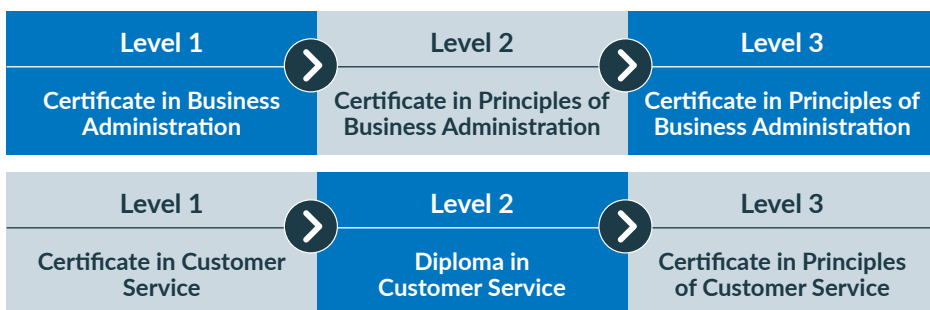 Level 1
Level 2
Level 3
Certificate in Business
Administration
Certificate in Principles of
Business Administration
Certificate in Principles of
Business Administration
Level 1
Level 2
Level 3
Certificate in Customer
Service
Diploma in
Customer Service
Certificate in Principles
of Customer Service